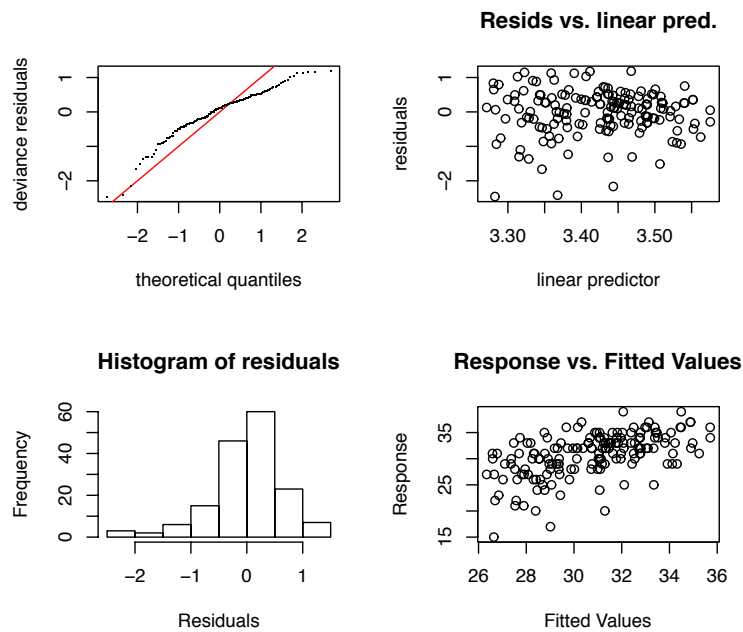 deviance residuals
1
0
−2
−2
−1
0
1
2
theoretical quantiles
Resids vs. linear pred.
residuals
1
0
−2
3.30
3.40
3.50
linear predictor
Histogram of residuals
Frequency
60
40
20
0
−2
−1
0
1
Residuals
Response vs. Fitted Values
Response
35
25
15
26
28
30
32
34
36
Fitted Values